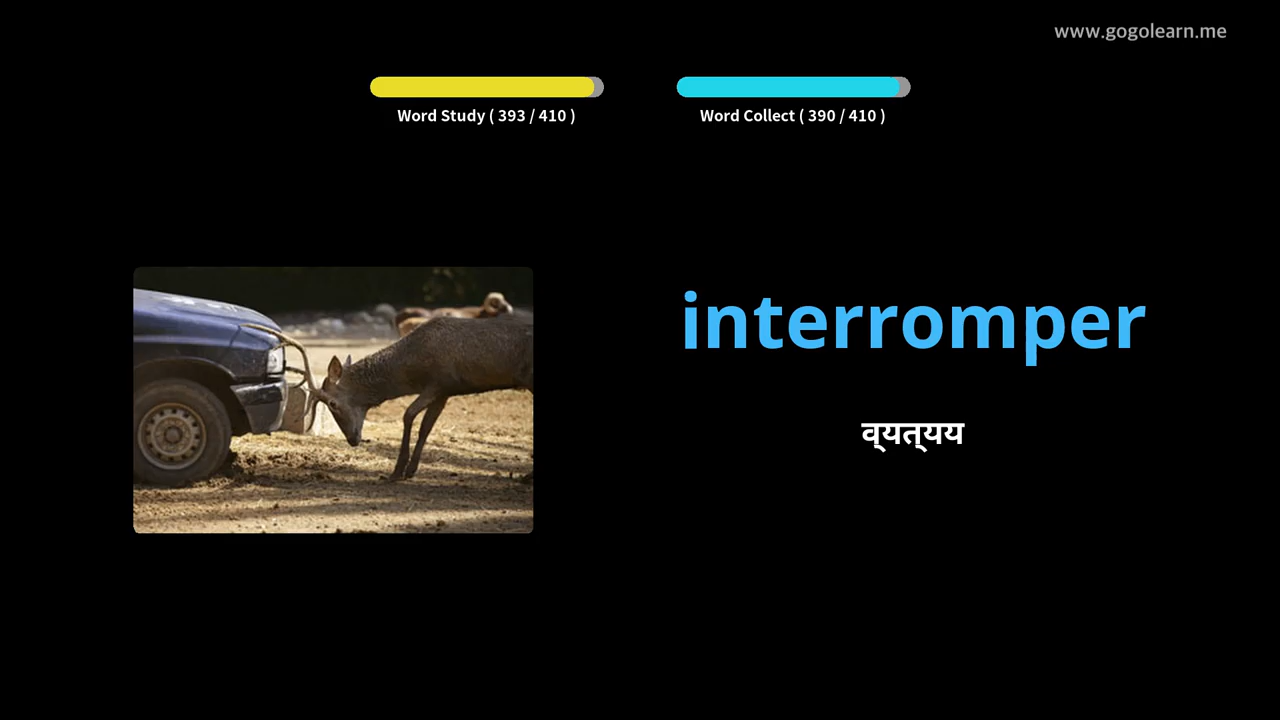 www.gogolearn.me
Word Study ( 393 / 410 )
Word Collect ( 390 / 410 )
interromper
व्यत्यय